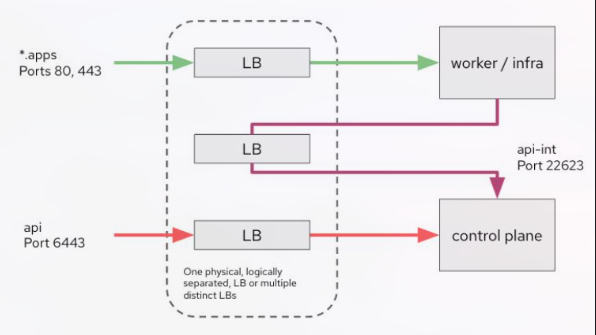 *.apps
Ports 80, 443
LB
worker / infra
LB
api-int
Port 22623
api
Port 6443
LB
control plane
One physical, logically
separated, LB or multiple
distinct LBs